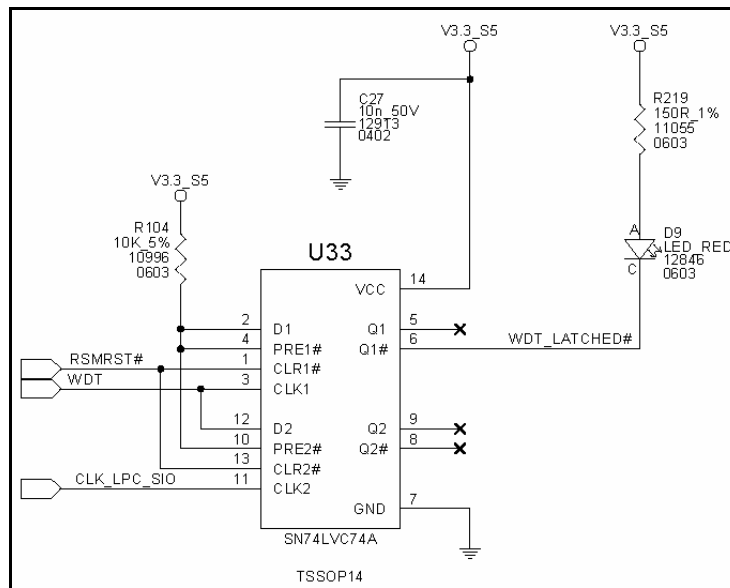 V3.3_S5
V3.3_S5
C27
10n_50V
129T3
0402
R219
150R_1%
11055
0603
V3.3_S5
R104
10K_5%
10996
0603
A
D9
LED_RED
12846
0603
C
U33
VCC
14
2
D1
Q1
5
4
PRE1#
Q1#
6
WDT_LATCHED#
RSMRST#
1
CLR1#
WDT
3
CLK1
12
D2
Q2
9
10
PRE2#
Q2#
8
13
CLR2#
CLK_LPC_SIO
11
CLK2
GND
7
SN74LVC74A
TSSOP14